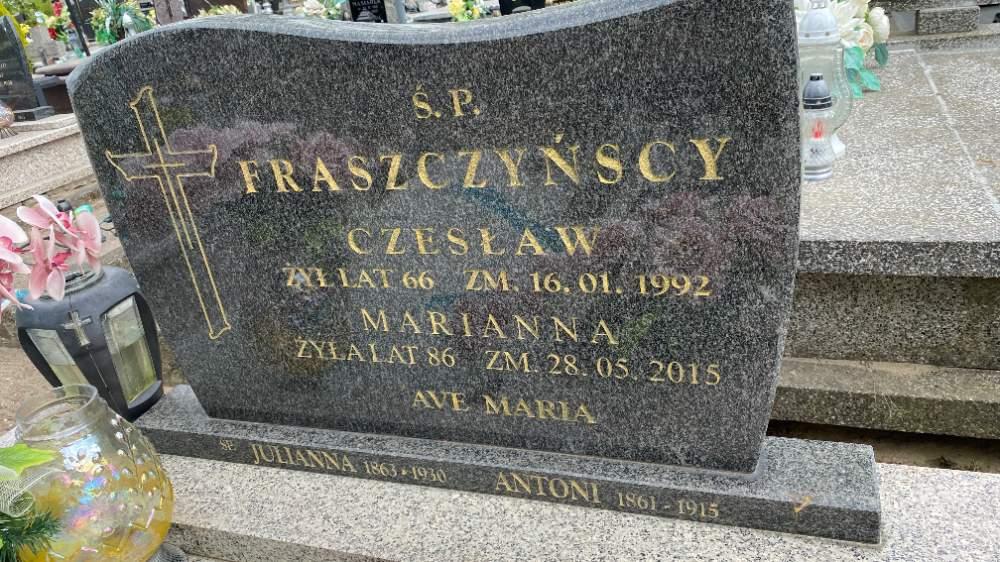 Ś. P.
FRASZCZYŃSCY
CZESŁAW
ŻYŁ LAT 66 ZM. 16. 01. 1992
MARIANNA
ŻYŁA LAT 86 ZM. 28. 05. 2015
AVE MARIA
ŚP. JULIANNA 1863 - 1930 ANTONI 1861 - 1915